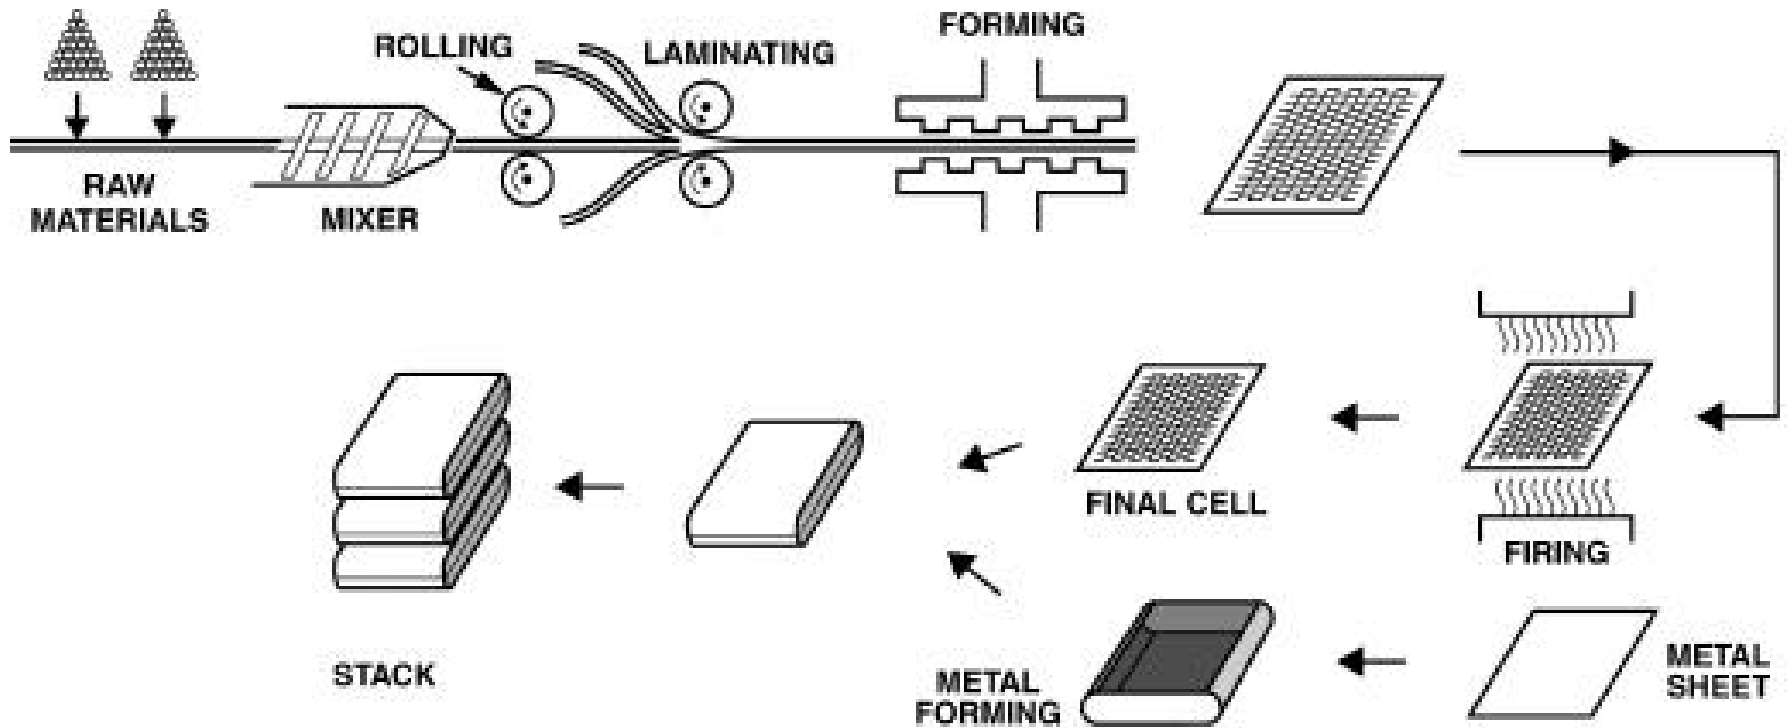 FORMING
ROLLING
LAMINATING
RAW
MATERIALS
MIXER
FINAL CELL
FIRING
STACK
METAL
FORMING
METAL
SHEET